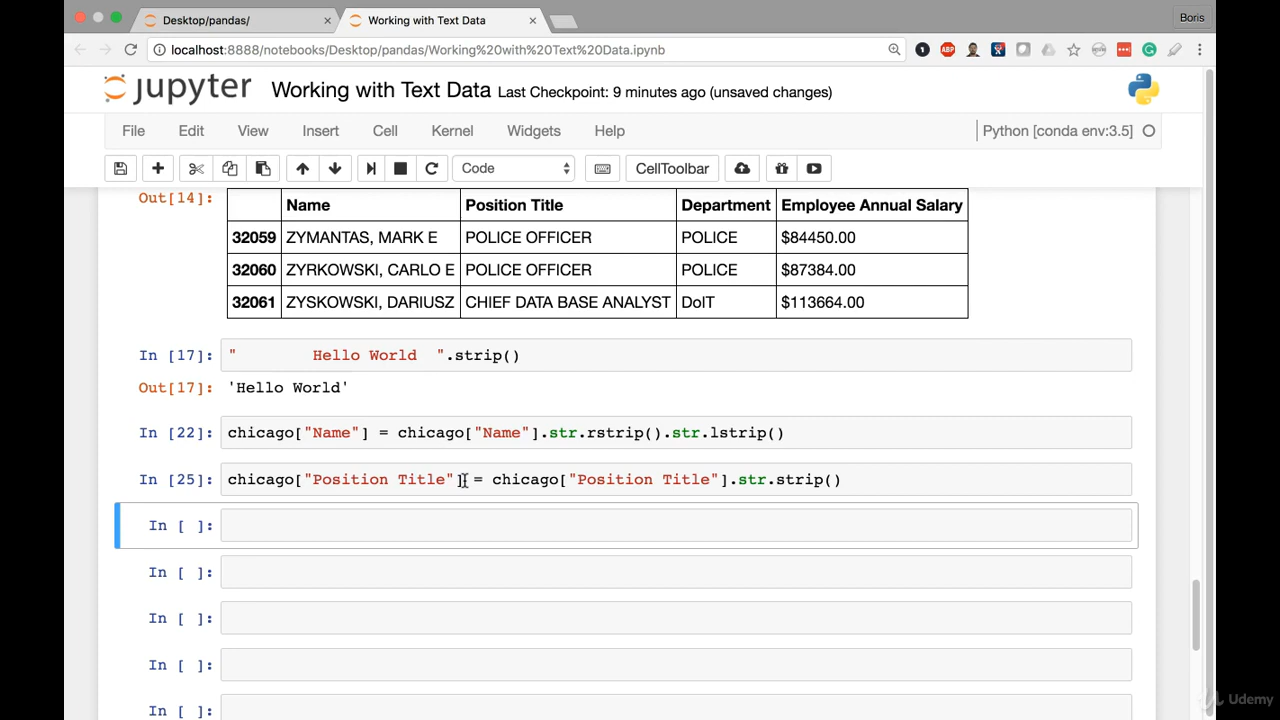 Desktop/pandas/ × Working with Text Data ×
Boris
localhost:8888/notebooks/Desktop/pandas/Working%20with%20Text%20Data.ipynb
ABP
jupyter Working with Text Data Last Checkpoint: 9 minutes ago (unsaved changes)
File Edit View Insert Cell Kernel Widgets Help Python [conda env:3.5]
Code CellToolbar
Out[14]:
Name Position Title Department Employee Annual Salary
32059 ZYMANTAS, MARK E POLICE OFFICER POLICE $84450.00
32060 ZYRKOWSKI, CARLO E POLICE OFFICER POLICE $87384.00
32061 ZYSKOWSKI, DARIUSZ CHIEF DATA BASE ANALYST DoIT $113664.00
In [17]: "        Hello World  ".strip()
Out[17]: 'Hello World'
In [22]: chicago["Name"] = chicago["Name"].str.rstrip().str.lstrip()
In [25]: chicago["Position Title"] = chicago["Position Title"].str.strip()
In [ ]:
In [ ]:
In [ ]:
In [ ]:
In [ ]:
Udemy